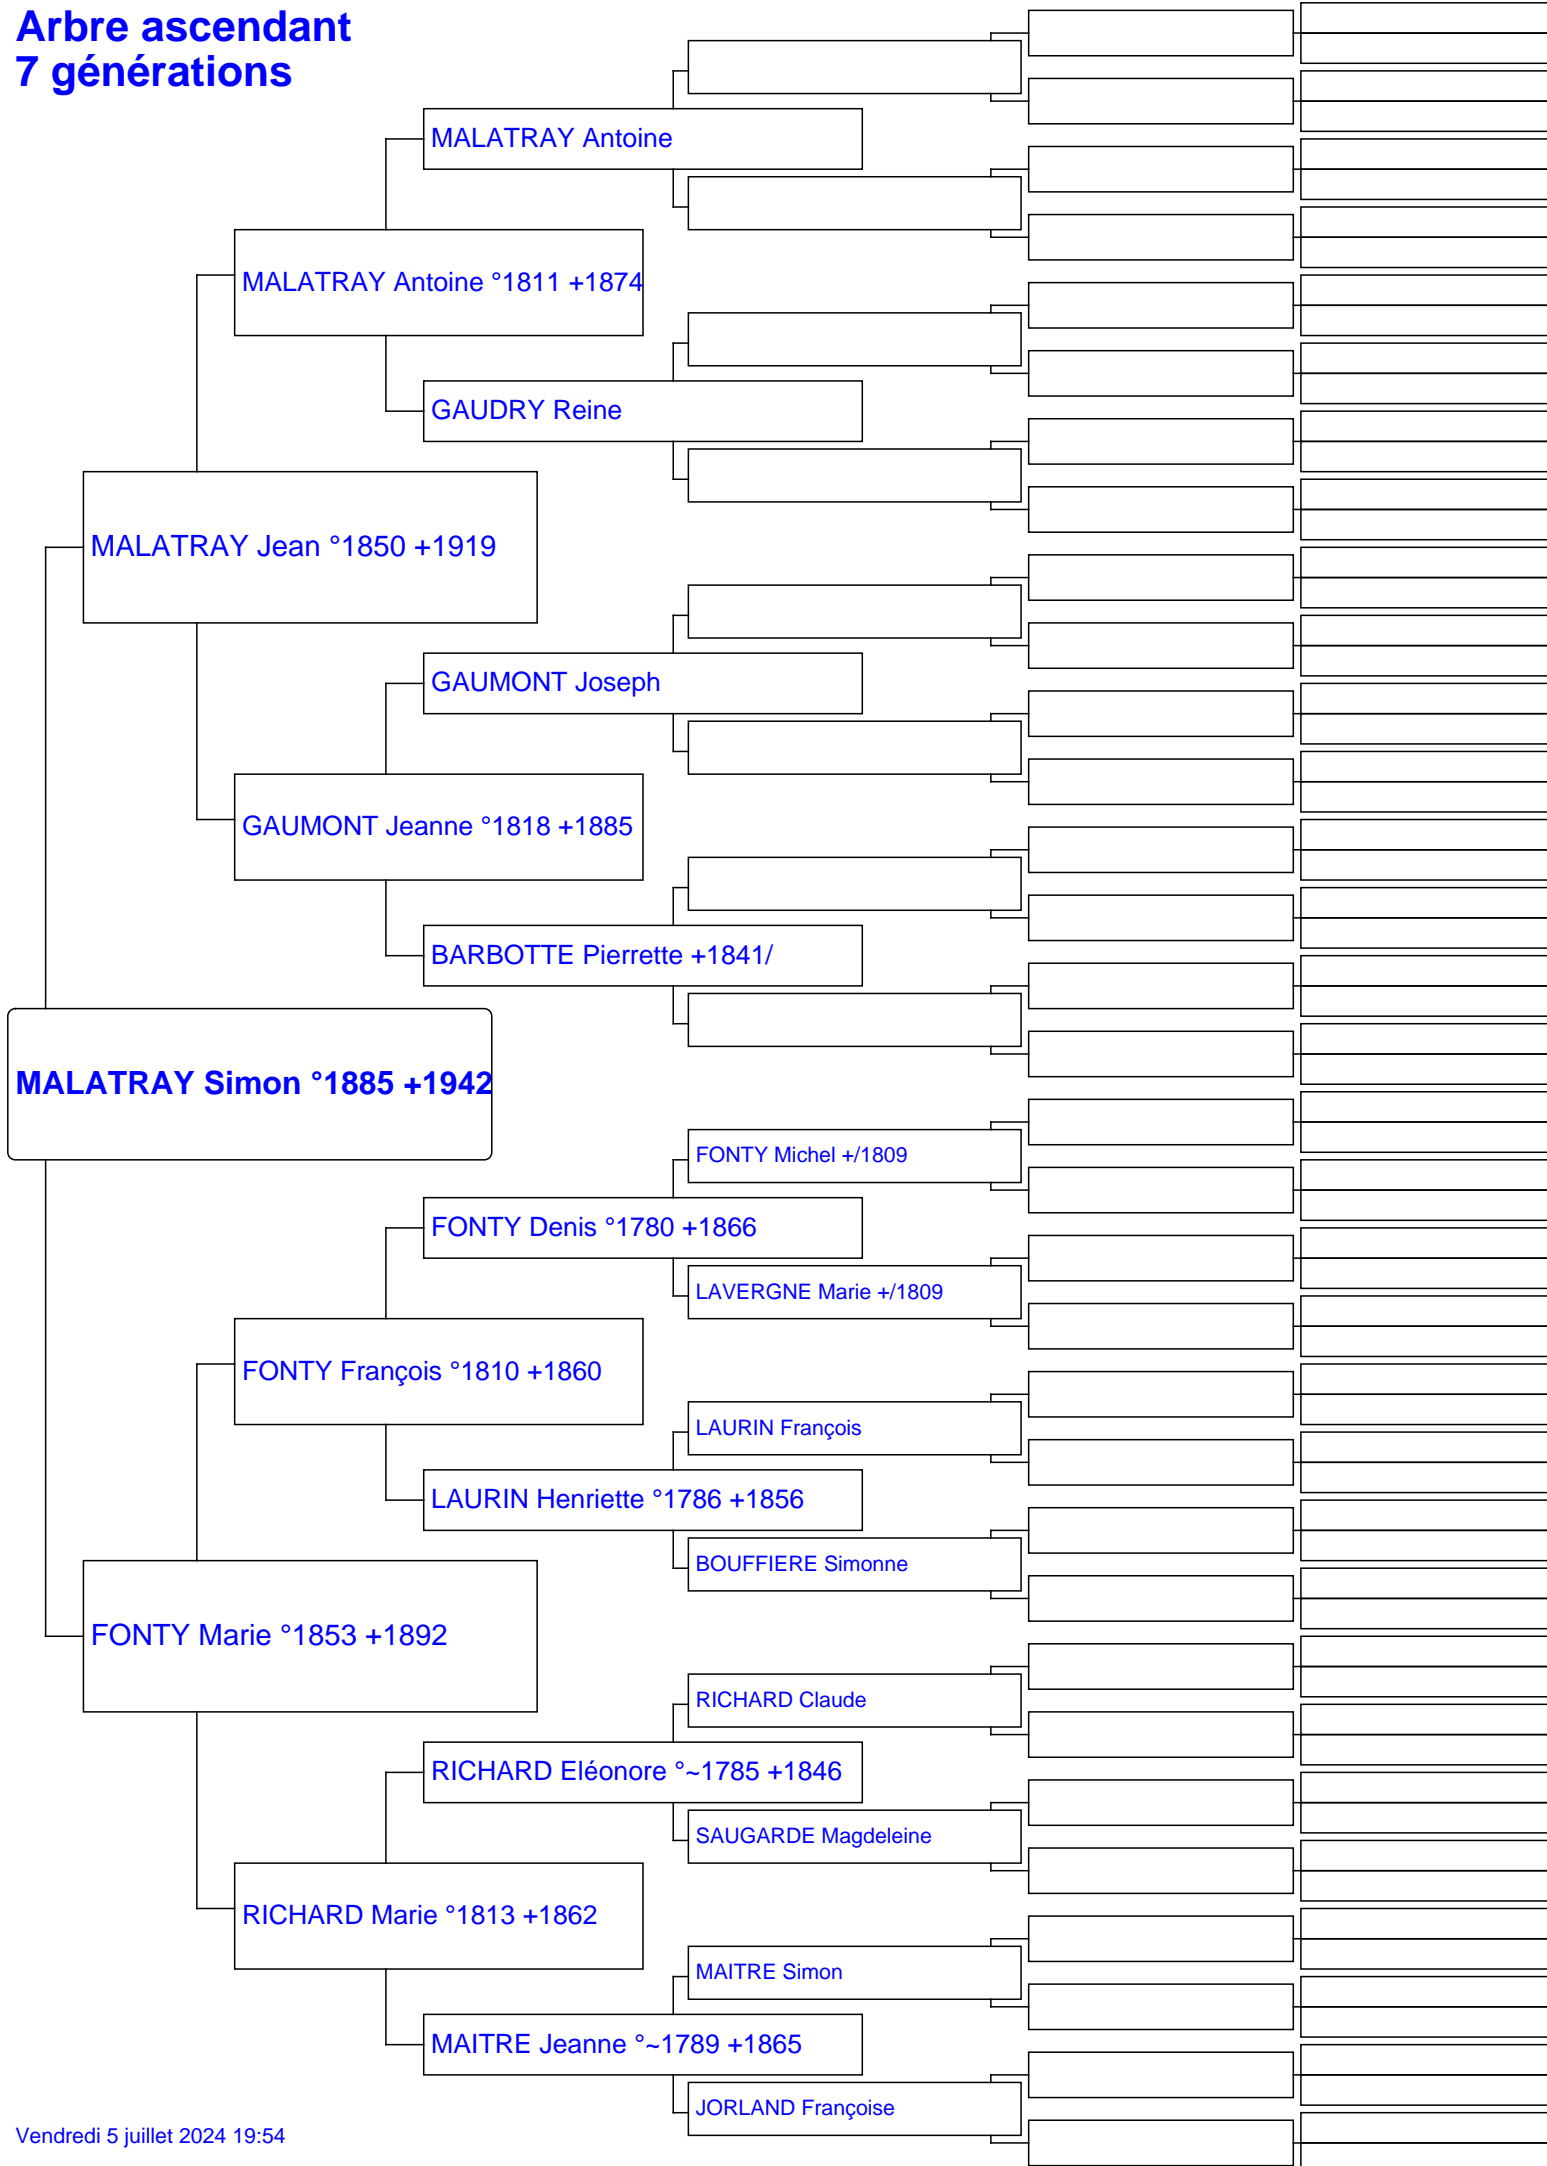 Arbre ascendant
7 générations
MALATRAY Antoine
MALATRAY Antoine °1811 +1874
GAUDRY Reine
MALATRAY Jean °1850 +1919
GAUMONT Joseph
GAUMONT Jeanne °1818 +1885
BARBOTTE Pierrette +1841/
MALATRAY Simon °1885 +1942
FONTY Michel +/1809
FONTY Denis °1780 +1866
LAVERGNE Marie +/1809
FONTY François °1810 +1860
LAURIN François
LAURIN Henriette °1786 +1856
BOUFFIERE Simonne
FONTY Marie °1853 +1892
RICHARD Claude
RICHARD Eléonore °~1785 +1846
SAUGARDE Magdeleine
RICHARD Marie °1813 +1862
MAITRE Simon
MAITRE Jeanne °~1789 +1865
JORLAND Françoise
Vendredi 5 juillet 2024 19:54